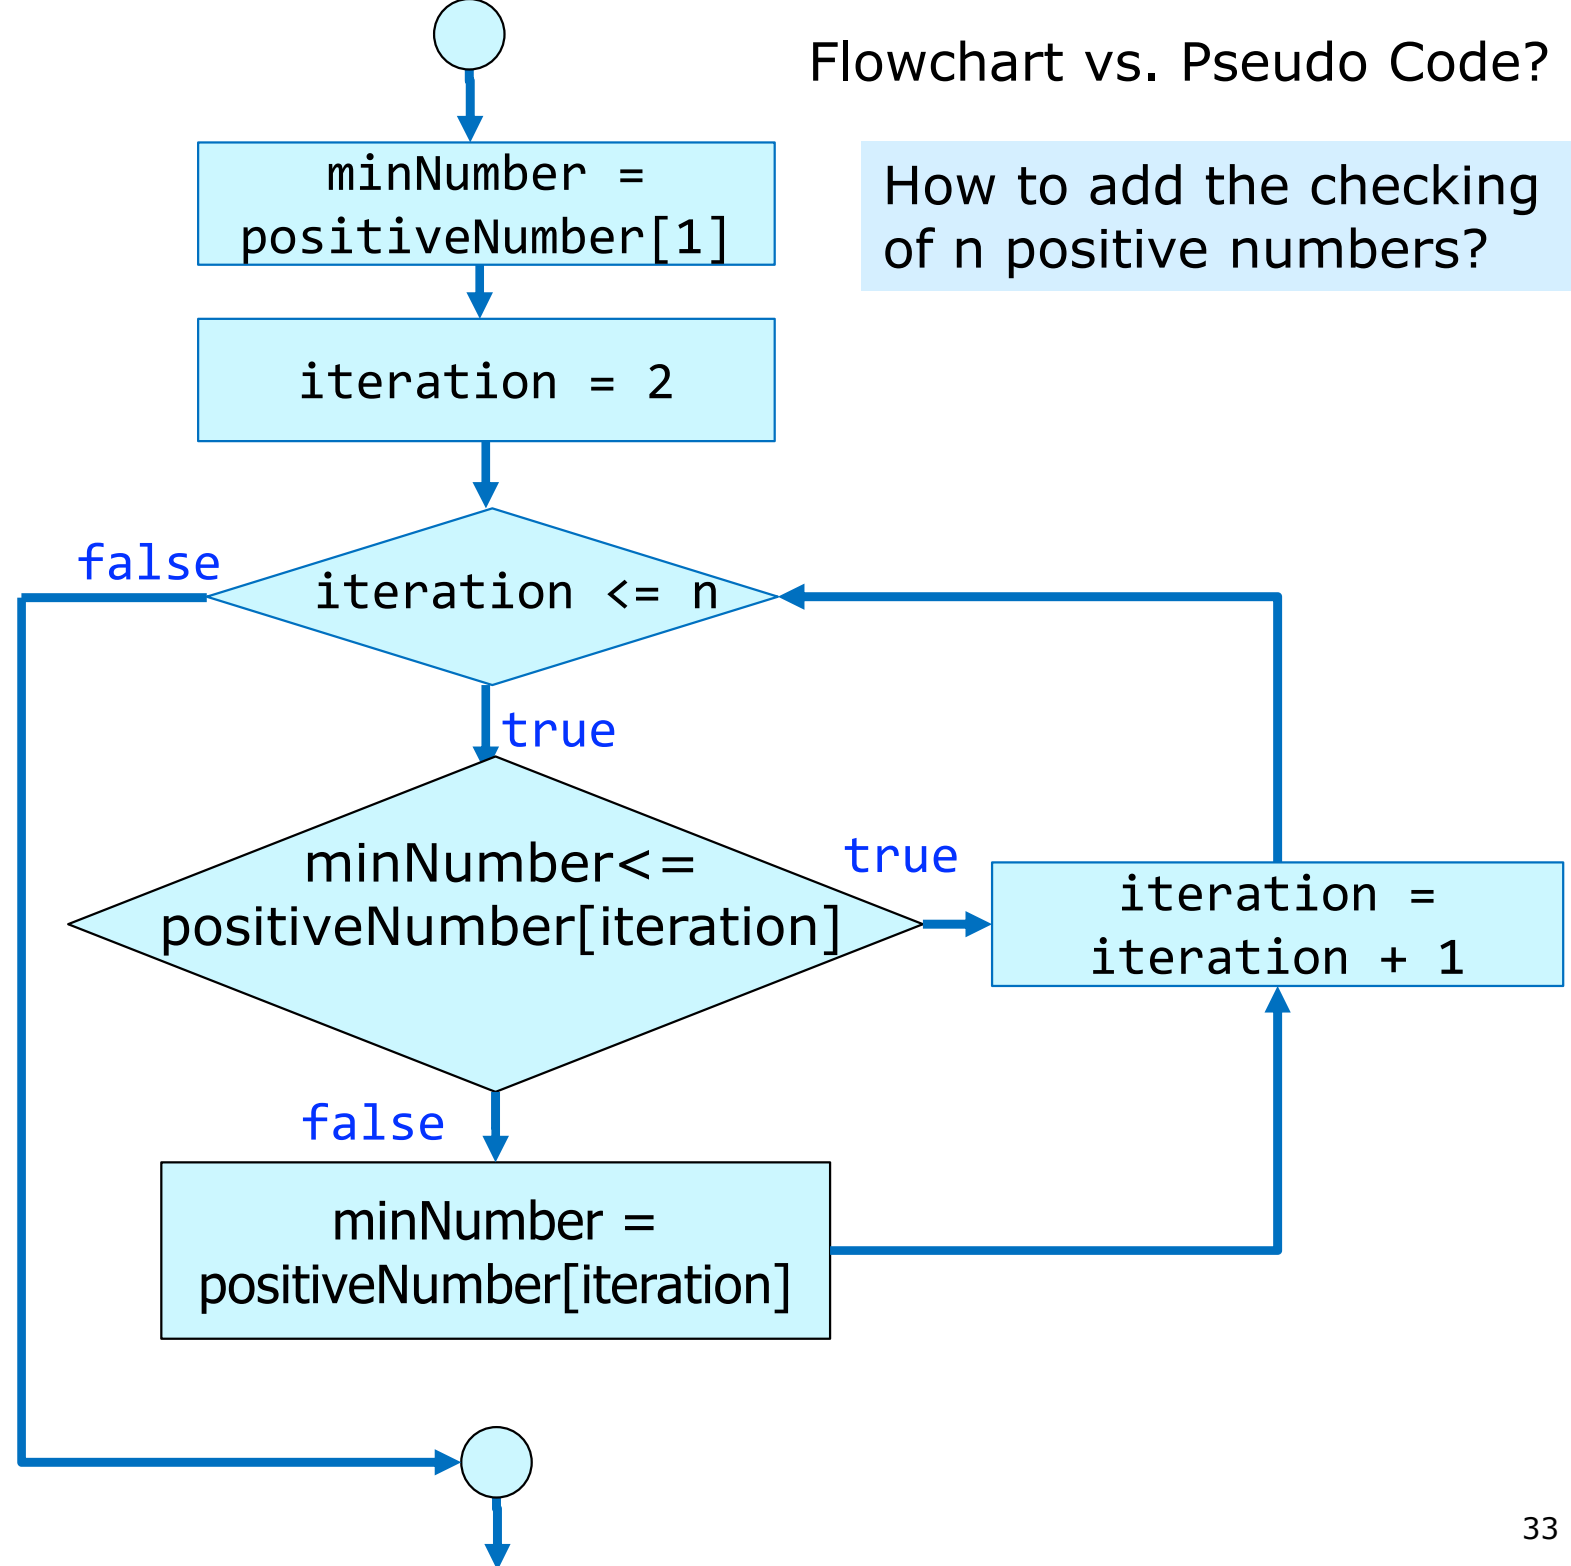 Flowchart vs. Pseudo Code?
minNumber =
positiveNumber[1]
How to add the checking
of n positive numbers?
iteration = 2
false
iteration <= n
true
minNumber<=
positiveNumber[iteration]
true
iteration =
iteration + 1
false
minNumber =
positiveNumber[iteration]
33